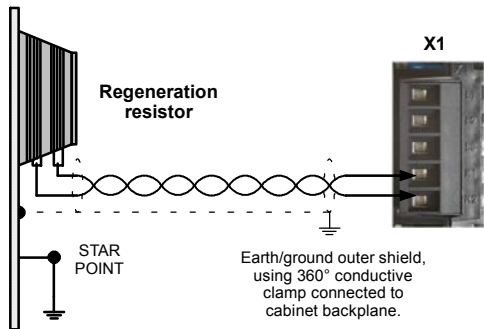 X1
Regeneration
resistor
STAR
POINT
Earth/ground outer shield,
using 360° conductive
clamp connected to
cabinet backplane.